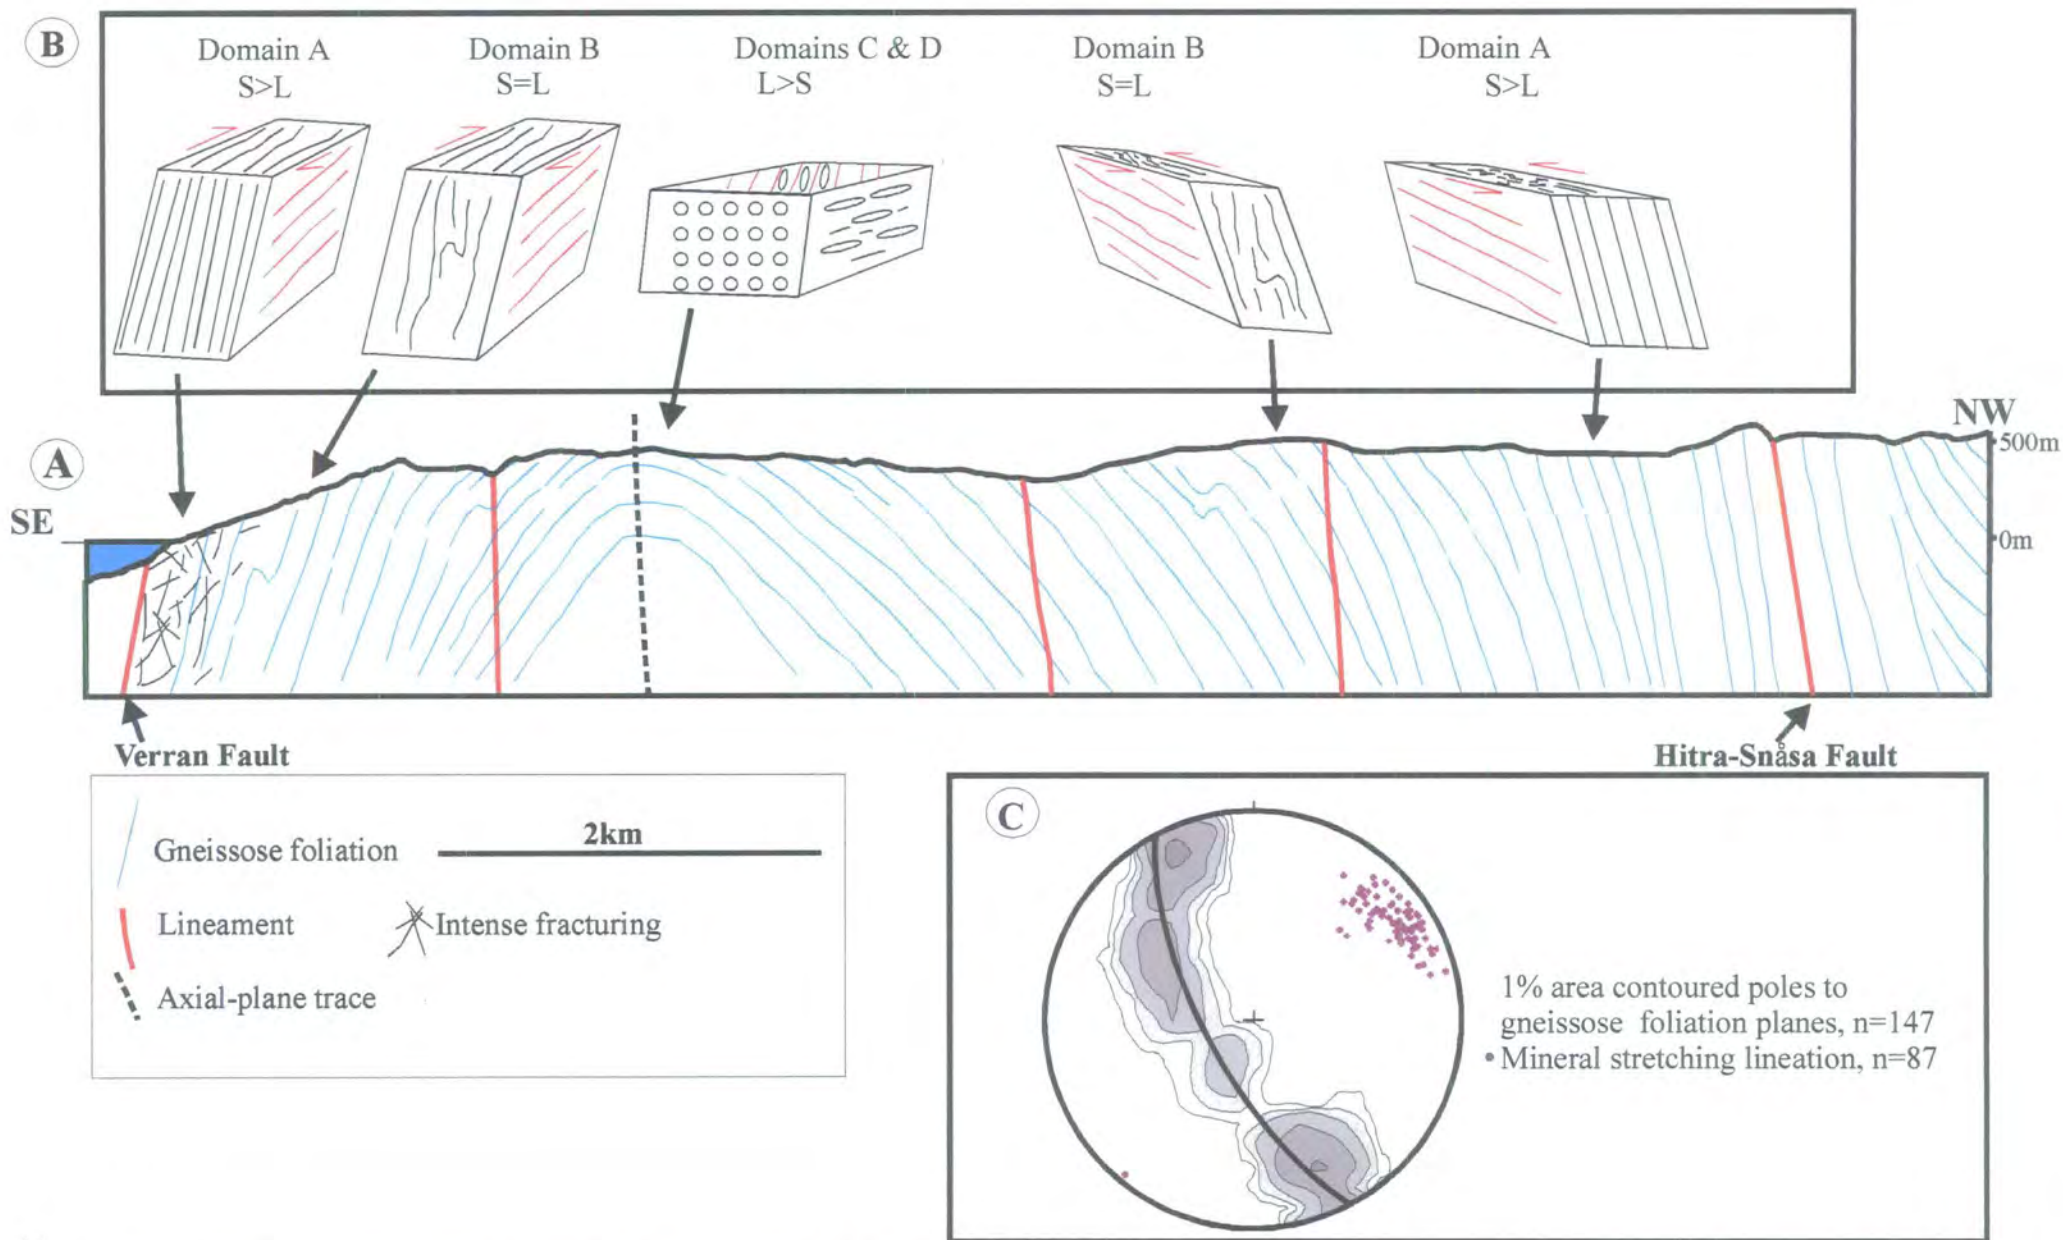 B
Domain A
S>L
Domain B
S=L
Domains C & D
L>S
Domain B
S=L
Domain A
S>L
A
SE
NW
500m
0m
Verran Fault
Hitra-Snåsa Fault
Gneissose foliation
2km
Lineament
Intense fracturing
Axial-plane trace
C
1% area contoured poles to
gneissose foliation planes, n=147
Mineral stretching lineation, n=87